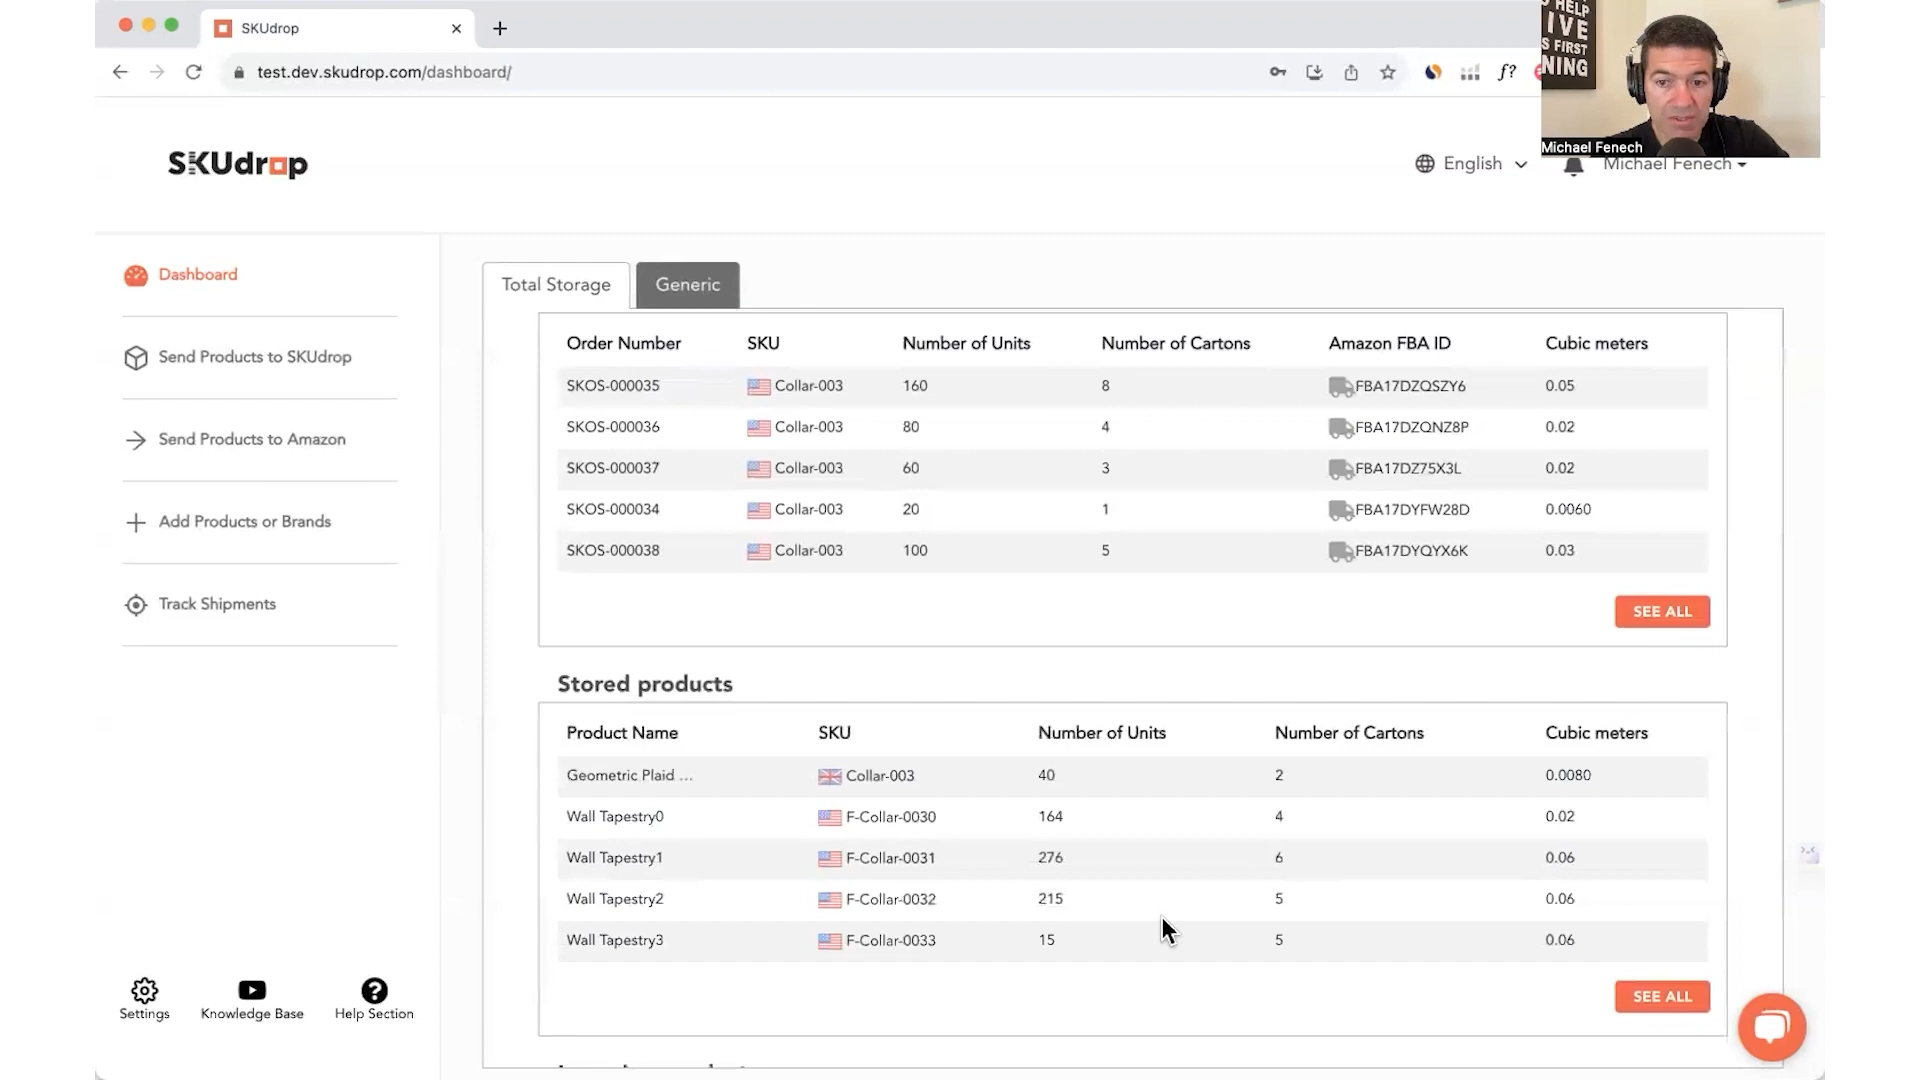 SKUdrop
test.dev.skudrop.com/dashboard/
f?
HELP
IVE
S FIRST
NING
Michael Fenech
SKUdrop
English
Michael Fenech
Dashboard
Send Products to SKUdrop
Send Products to Amazon
Add Products or Brands
Track Shipments
Settings
Knowledge Base
Help Section
Total Storage
Generic
Order Number SKU Number of Units Number of Cartons Amazon FBA ID Cubic meters
SKOS-000035 Collar-003 160 8 FBA17DZQSZY6 0.05
SKOS-000036 Collar-003 80 4 FBA17DZQNZ8P 0.02
SKOS-000037 Collar-003 60 3 FBA17DZ75X3L 0.02
SKOS-000034 Collar-003 20 1 FBA17DYFW28D 0.0060
SKOS-000038 Collar-003 100 5 FBA17DYQYX6K 0.03
SEE ALL
Stored products
Product Name SKU Number of Units Number of Cartons Cubic meters
Geometric Plaid ... Collar-003 40 2 0.0080
Wall Tapestry0 F-Collar-0030 164 4 0.02
Wall Tapestry1 F-Collar-0031 276 6 0.06
Wall Tapestry2 F-Collar-0032 215 5 0.06
Wall Tapestry3 F-Collar-0033 15 5 0.06
SEE ALL